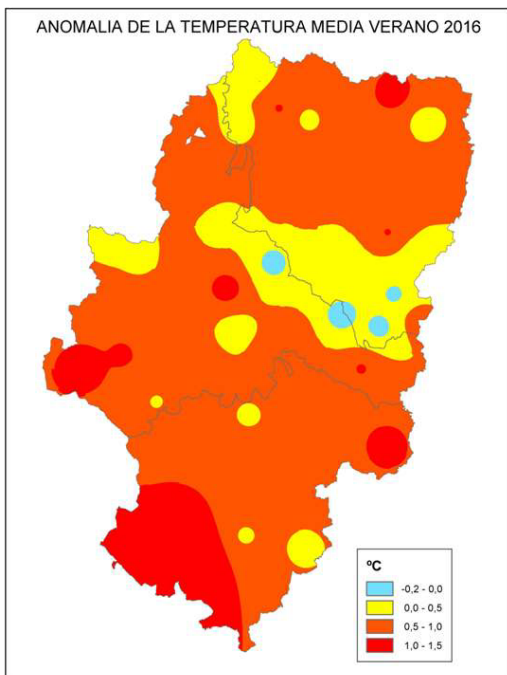 ANOMALIA DE LA TEMPERATURA MEDIA VERANO 2016
ºC
-0,2 - 0,0
0,0 - 0,5
0,5 - 1,0
1,0 - 1,5